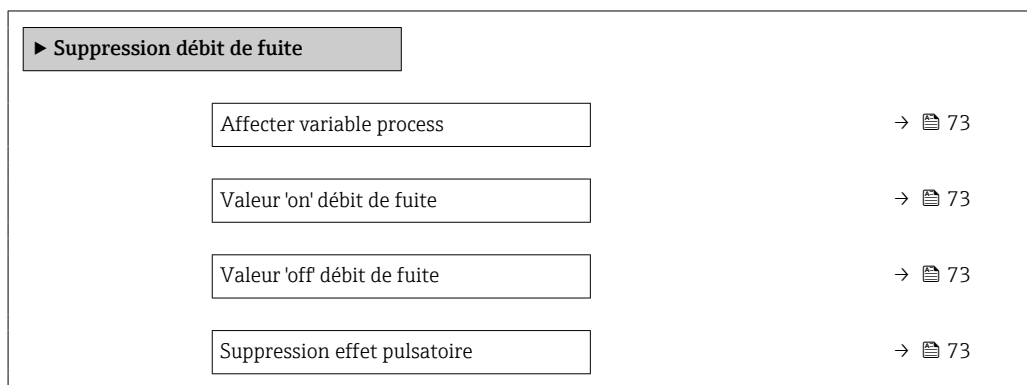 ► Suppression débit de fuite
Affecter variable process → 73
Valeur 'on' débit de fuite → 73
Valeur 'off' débit de fuite → 73
Suppression effet pulsatoire → 73